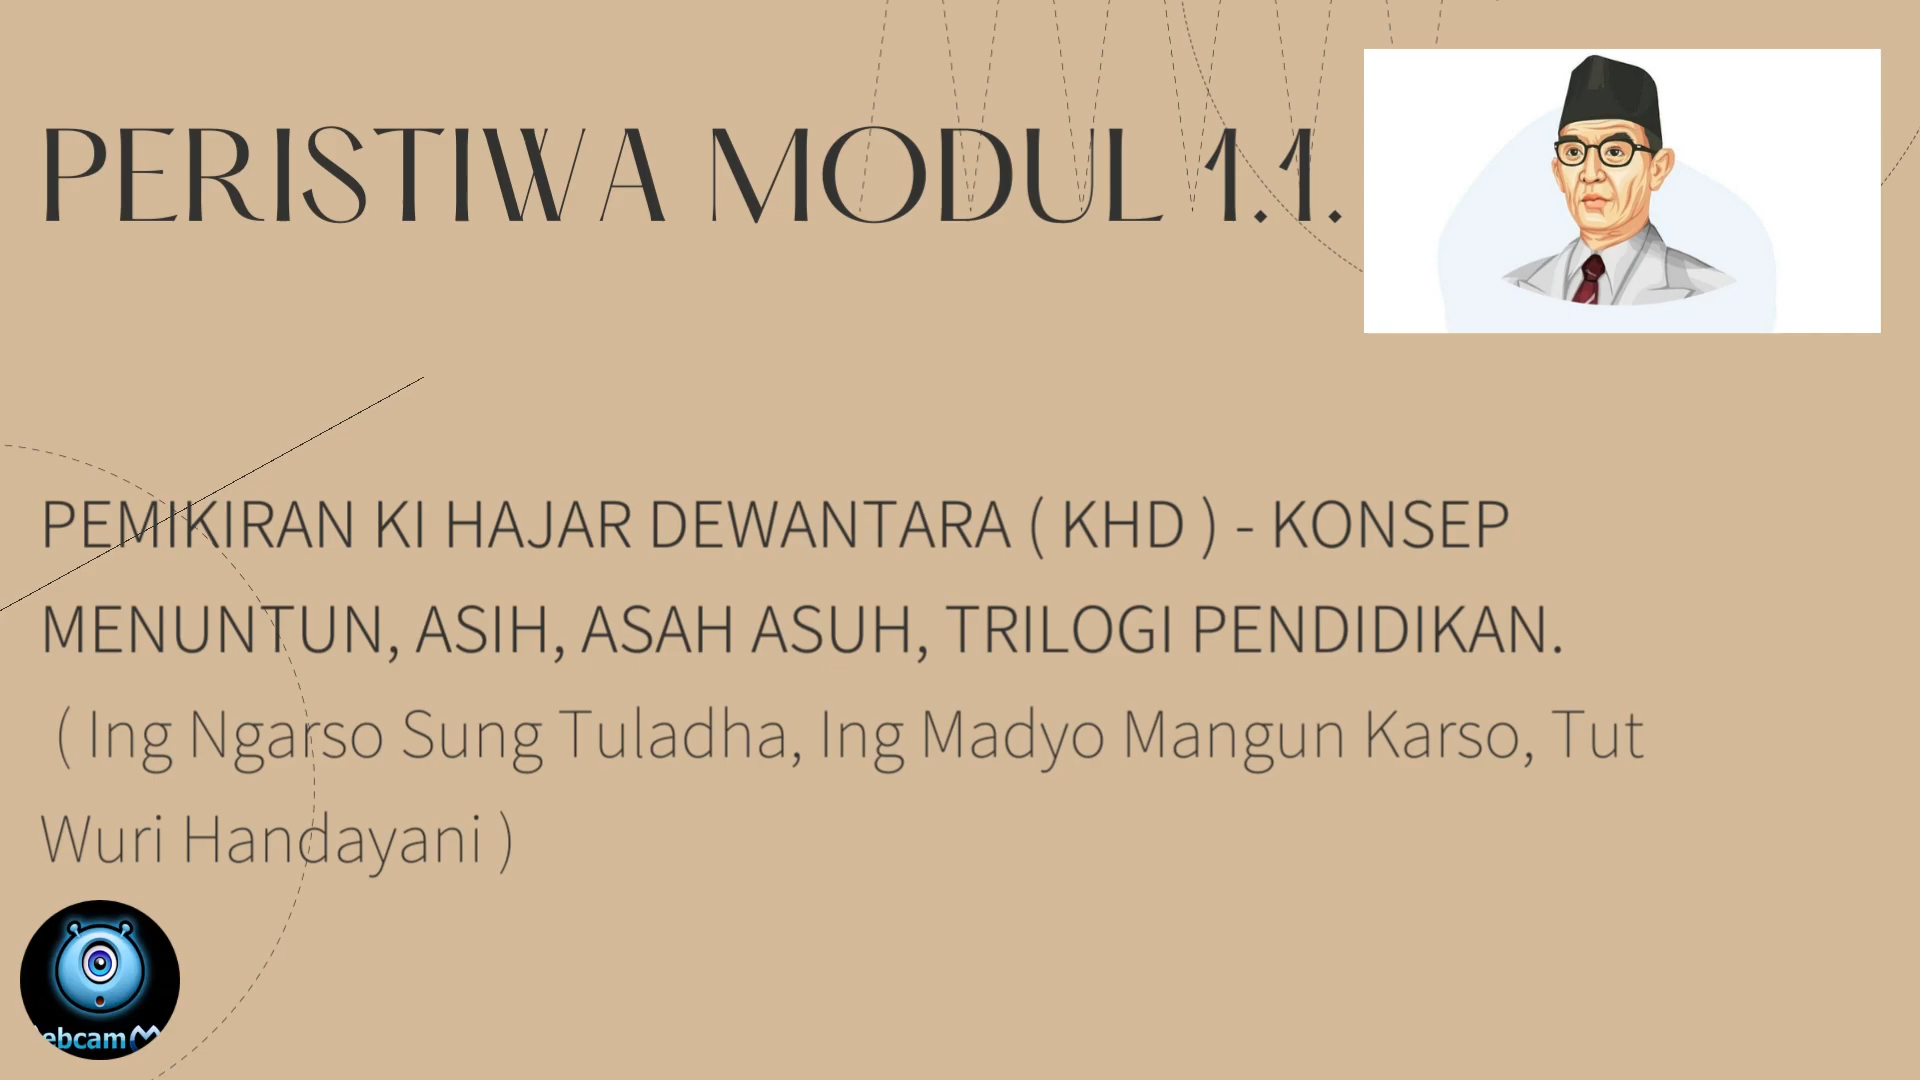 PERISTIWA MODUL 1.1.
PEMIKIRAN KI HAJAR DEWANTARA ( KHD ) - KONSEP
MENUNTUN, ASIH, ASAH ASUH, TRILOGI PENDIDIKAN.
( Ing Ngarso Sung Tuladha, Ing Madyo Mangun Karso, Tut
Wuri Handayani )
ebcam M